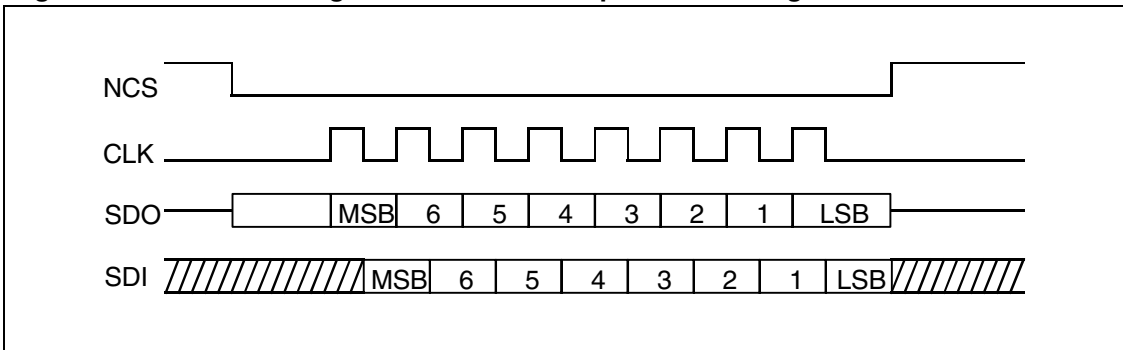 NCS
CLK
SDO MSB 6 5 4 3 2 1 LSB
SDI MSB 6 5 4 3 2 1 LSB